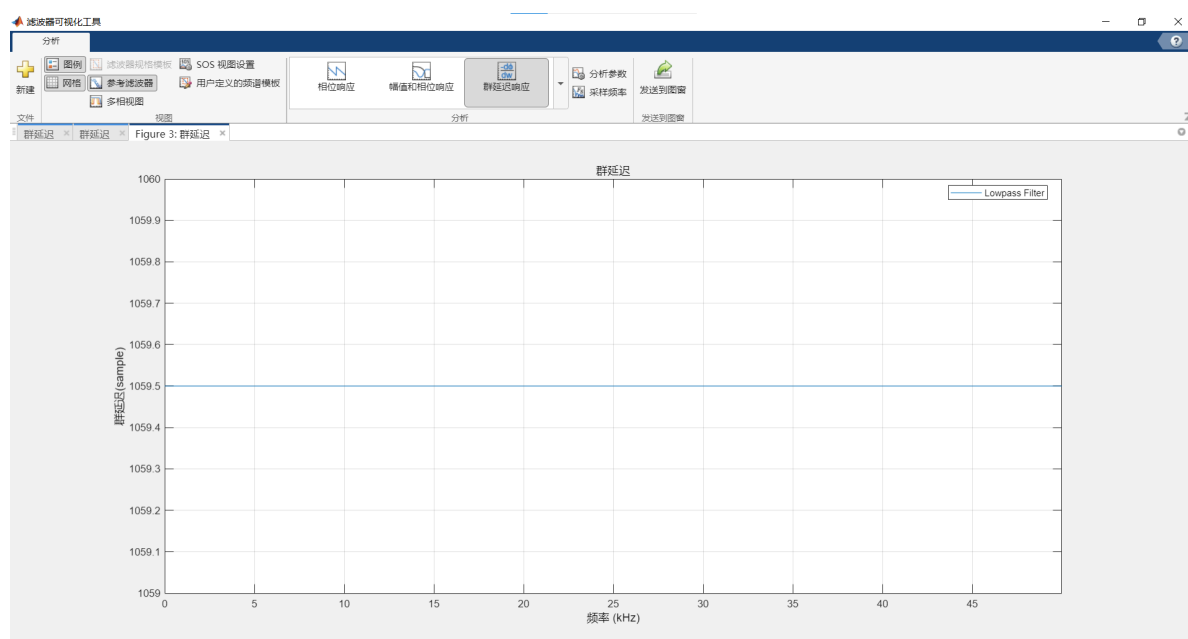 滤波器可视化工具
分析
新建
图例
滤波器规格模板
SOS 视图设置
网格
参考滤波器
用户定义的频谱模板
多相视图
相位响应
幅值和相位响应
-dθ
dw
群延迟响应
分析参数
采样频率
发送到图窗
文件
视图
分析
发送到图窗
群延迟 × 群延迟 × Figure 3: 群延迟 ×
群延迟
Lowpass Filter
1060
1059.9
1059.8
1059.7
1059.6
1059.5
1059.4
1059.3
1059.2
1059.1
1059
群延迟(sample)
0 5 10 15 20 25 30 35 40 45
频率 (kHz)